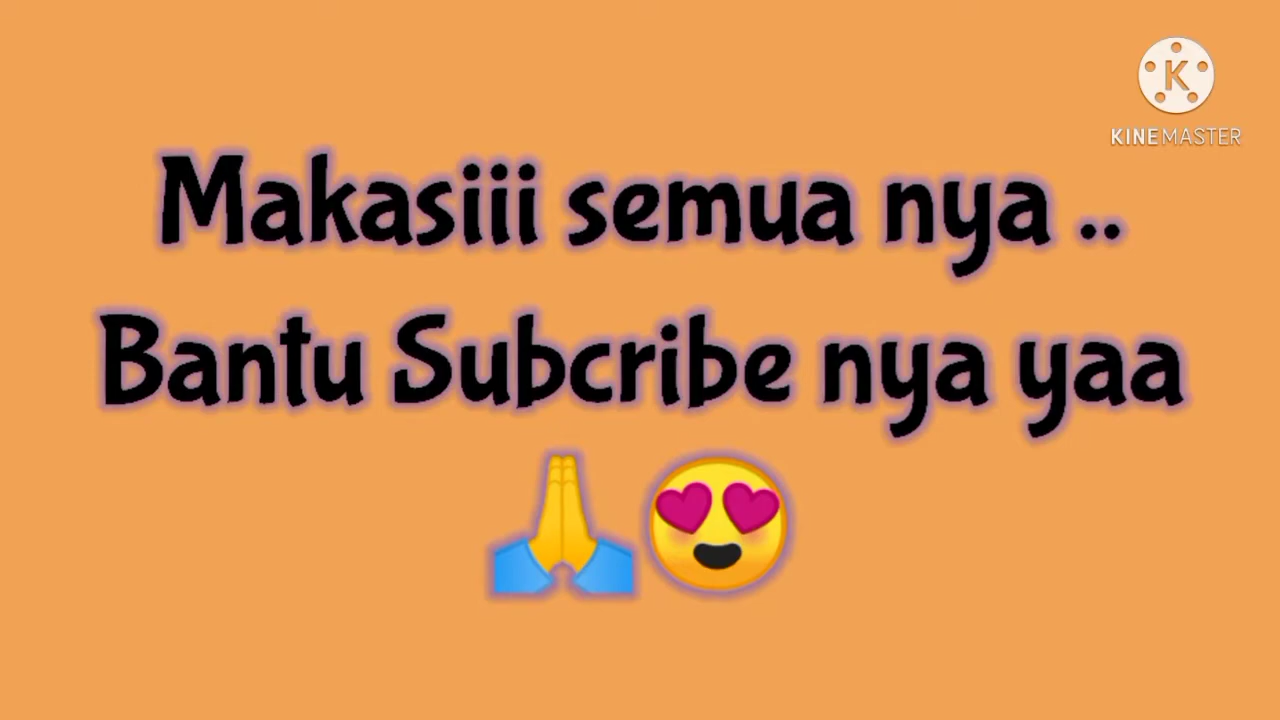 K
KINEMASTER
Makasiii semua nya ..
Bantu Subcribe nya yaa
🙏😍